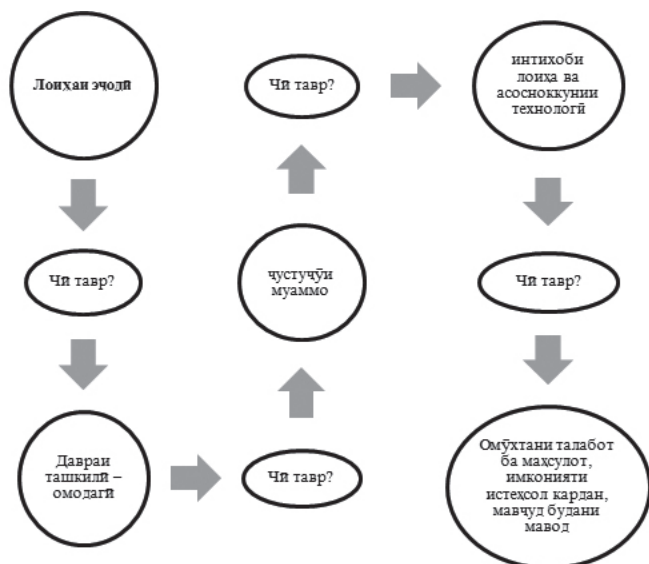 Лоиҳаи эҷодӣ
Чӣ тавр?
Давраи
ташкилӣ –
омодагӣ
Чӣ тавр?
ҷустуҷӯи
муаммо
Чӣ тавр?
интихоби
лоиҳа ва
асосноккунии
технологӣ
Чӣ тавр?
Омӯхтани талабот
ба маҳсулот,
имконияти
истеҳсол кардан,
мавҷуд будани
мавод